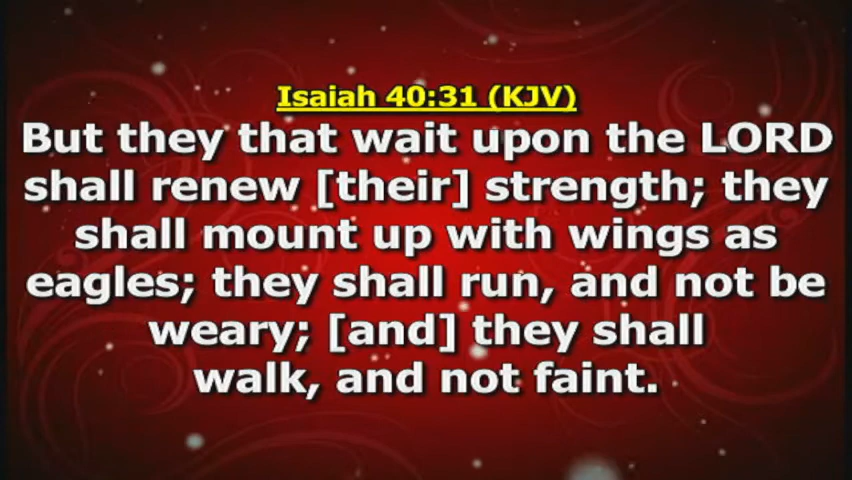 Isaiah 40:31 (KJV)
But they that wait upon the LORD
shall renew [their] strength; they
shall mount up with wings as
eagles; they shall run, and not be
weary; [and] they shall
walk, and not faint.